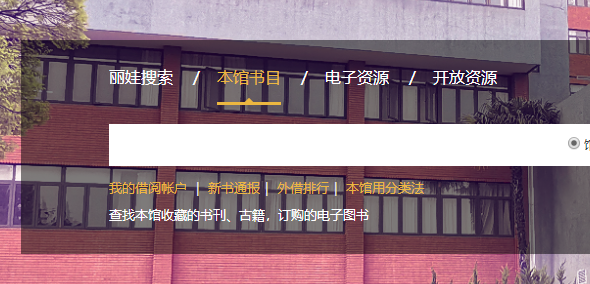 丽娃搜索 / 本馆书目 / 电子资源 / 开放资源
我的借阅帐户 | 新书通报 | 外借排行 | 本馆用分类法
查找本馆收藏的书刊、古籍，订购的电子图书